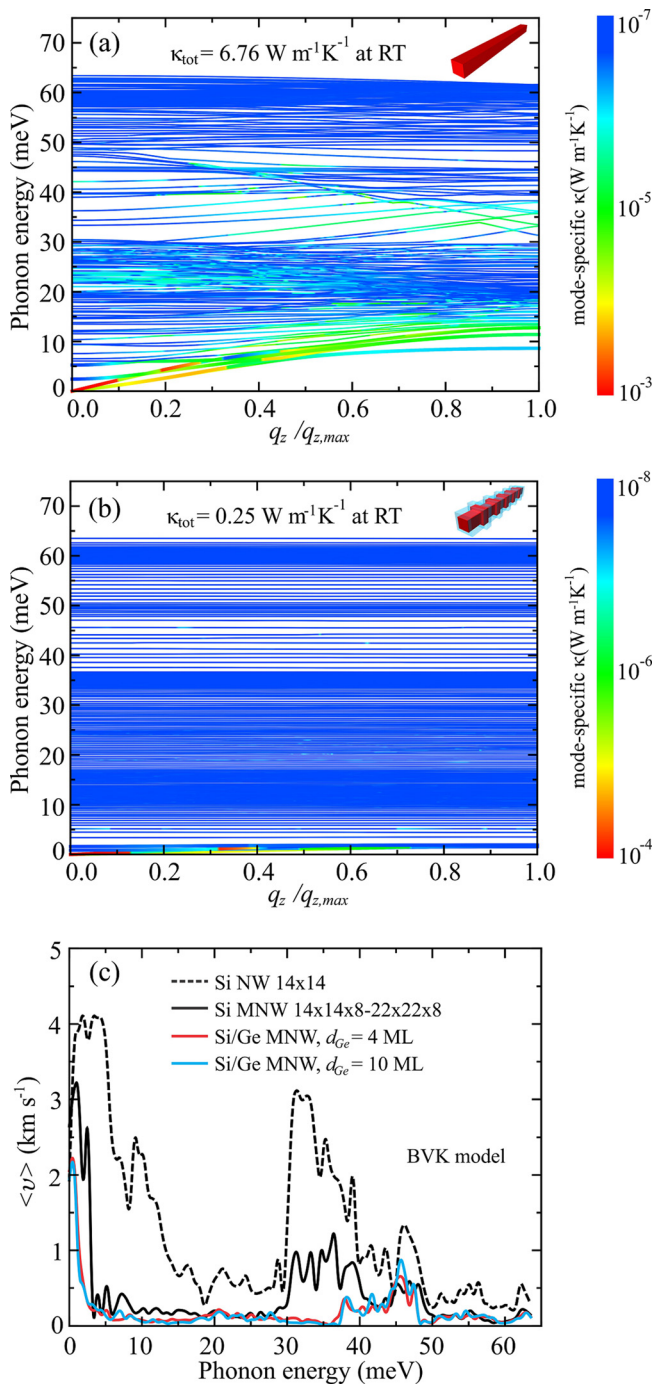 (a)
κtot = 6.76 W m-1K-1 at RT
70
60
50
40
30
20
10
0
Phonon energy (meV)
0.0 0.2 0.4 0.6 0.8 1.0
qz /qz,max
10-7
10-5
10-3
mode-specific κ(W m-1K-1)
(b)
κtot = 0.25 W m-1K-1 at RT
70
60
50
40
30
20
10
0
Phonon energy (meV)
0.0 0.2 0.4 0.6 0.8 1.0
qz /qz,max
10-8
10-6
10-4
mode-specific κ(W m-1K-1)
(c)
Si NW 14x14
Si MNW 14x14x8-22x22x8
Si/Ge MNW, dGe = 4 ML
Si/Ge MNW, dGe = 10 ML
BVK model
5
4
3
2
1
0
<υ> (km s-1)
0 10 20 30 40 50 60
Phonon energy (meV)